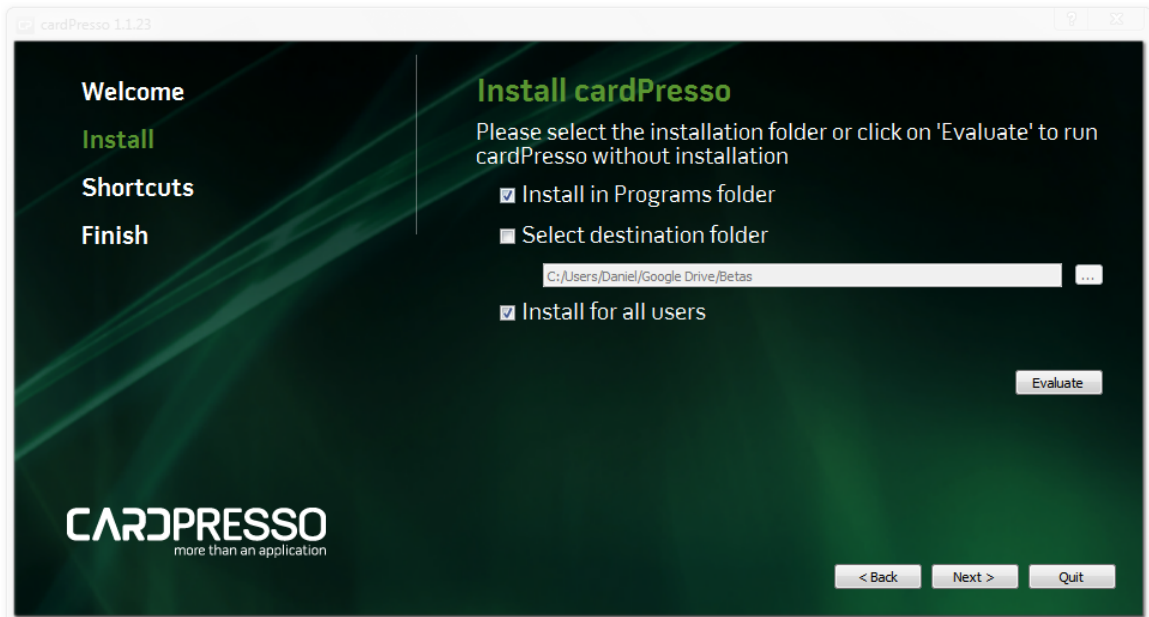 cardPresso 1.1.23
Welcome
Install
Shortcuts
Finish
Install cardPresso
Please select the installation folder or click on 'Evaluate' to run
cardPresso without installation
Install in Programs folder
Select destination folder
C:/Users/Daniel/Google Drive/Betas
...
Install for all users
Evaluate
CARDPRESSO
more than an application
< Back
Next >
Quit